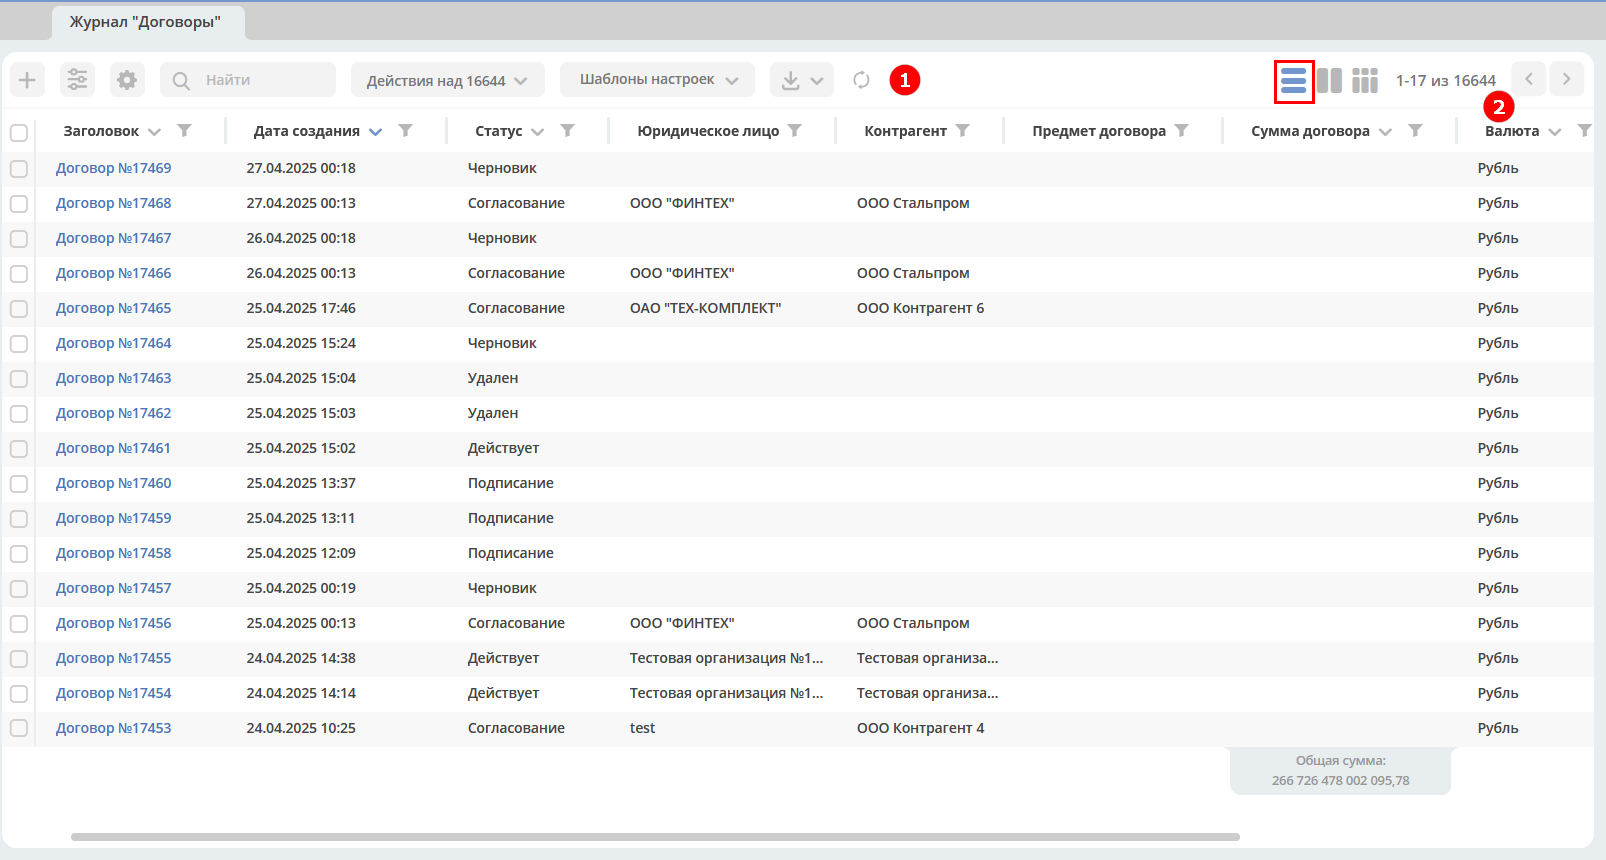 Журнал "Договоры"
Найти
Действия над 16644
Шаблоны настроек
1
1-17 из 16644
2
Заголовок Дата создания Статус Юридическое лицо Контрагент Предмет договора Сумма договора Валюта
Договор №17469 27.04.2025 00:18 Черновик Рубль
Договор №17468 27.04.2025 00:13 Согласование ООО "ФИНТЕХ" ООО Стальпром Рубль
Договор №17467 26.04.2025 00:18 Черновик Рубль
Договор №17466 26.04.2025 00:13 Согласование ООО "ФИНТЕХ" ООО Стальпром Рубль
Договор №17465 25.04.2025 17:46 Согласование ОАО "ТЕХ-КОМПЛЕКТ" ООО Контрагент 6 Рубль
Договор №17464 25.04.2025 15:24 Черновик Рубль
Договор №17463 25.04.2025 15:04 Удален Рубль
Договор №17462 25.04.2025 15:03 Удален Рубль
Договор №17461 25.04.2025 15:02 Действует Рубль
Договор №17460 25.04.2025 13:37 Подписание Рубль
Договор №17459 25.04.2025 13:11 Подписание Рубль
Договор №17458 25.04.2025 12:09 Подписание Рубль
Договор №17457 25.04.2025 00:19 Черновик Рубль
Договор №17456 25.04.2025 00:13 Согласование ООО "ФИНТЕХ" ООО Стальпром Рубль
Договор №17455 24.04.2025 14:38 Действует Тестовая организация №1... Тестовая организа... Рубль
Договор №17454 24.04.2025 14:14 Действует Тестовая организация №1... Тестовая организа... Рубль
Договор №17453 24.04.2025 10:25 Согласование test ООО Контрагент 4 Рубль
Общая сумма:
266 726 478 002 095,78